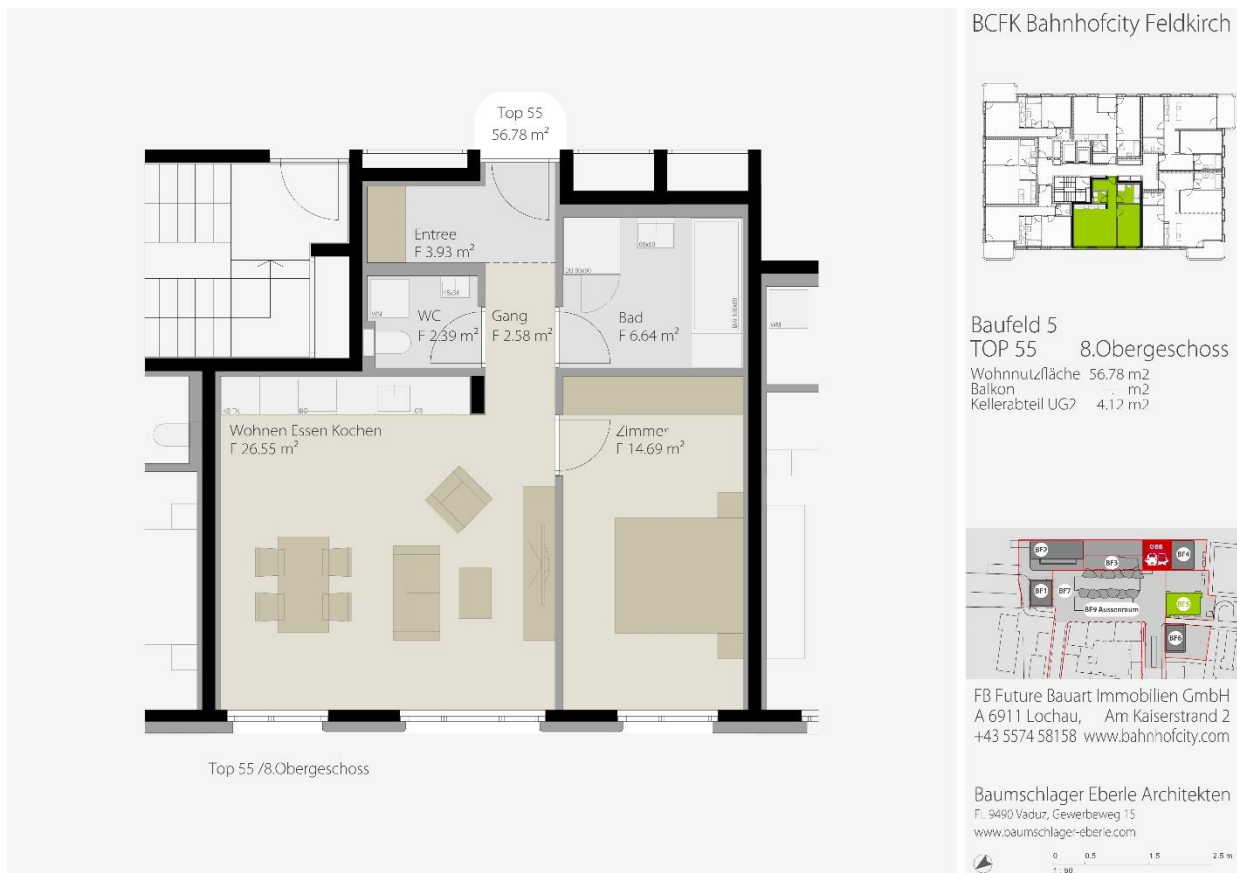 Top 55
56.78 m²
Entree
F 3.93 m²
WC
F 2.39 m²
Gang
F 2.58 m²
Bad
F 6.64 m²
WM
WM
Wohnen Essen Kochen
F 26.55 m²
Zimmer
F 14.69 m²
Top 55 /8.Obergeschoss
BCFK Bahnhofcity Feldkirch
Baufeld 5
TOP 55 8.Obergeschoss
Wohnnutzfläche 56.78 m2
Balkon m2
Kellerabteil UG2 4.12 m2
BF2
ÖBB
BF4
BF3
BF1
BF7
BF5
BF9 Aussenraum
BF6
FB Future Bauart Immobilien GmbH
A 6911 Lochau, Am Kaiserstrand 2
+43 5574 58158 www.bahnhofcity.com
Baumschlager Eberle Architekten
FL 9490 Vaduz, Gewerbeweg 15
www.baumschlager-eberle.com
0 0.5 1.5 2.5 m
1 : 50